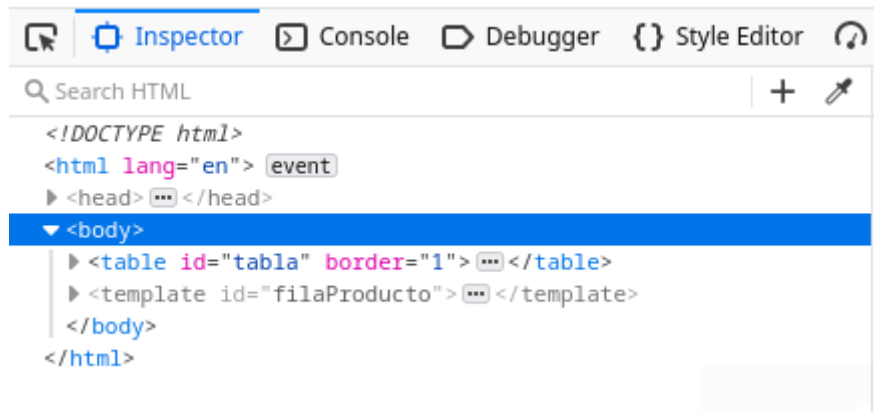 Inspector Console Debugger {} Style Editor
Search HTML
<!DOCTYPE html>
<html lang="en"> event
<head> ··· </head>
<body>
<table id="tabla" border="1"> ··· </table>
<template id="filaProducto"> ··· </template>
</body>
</html>